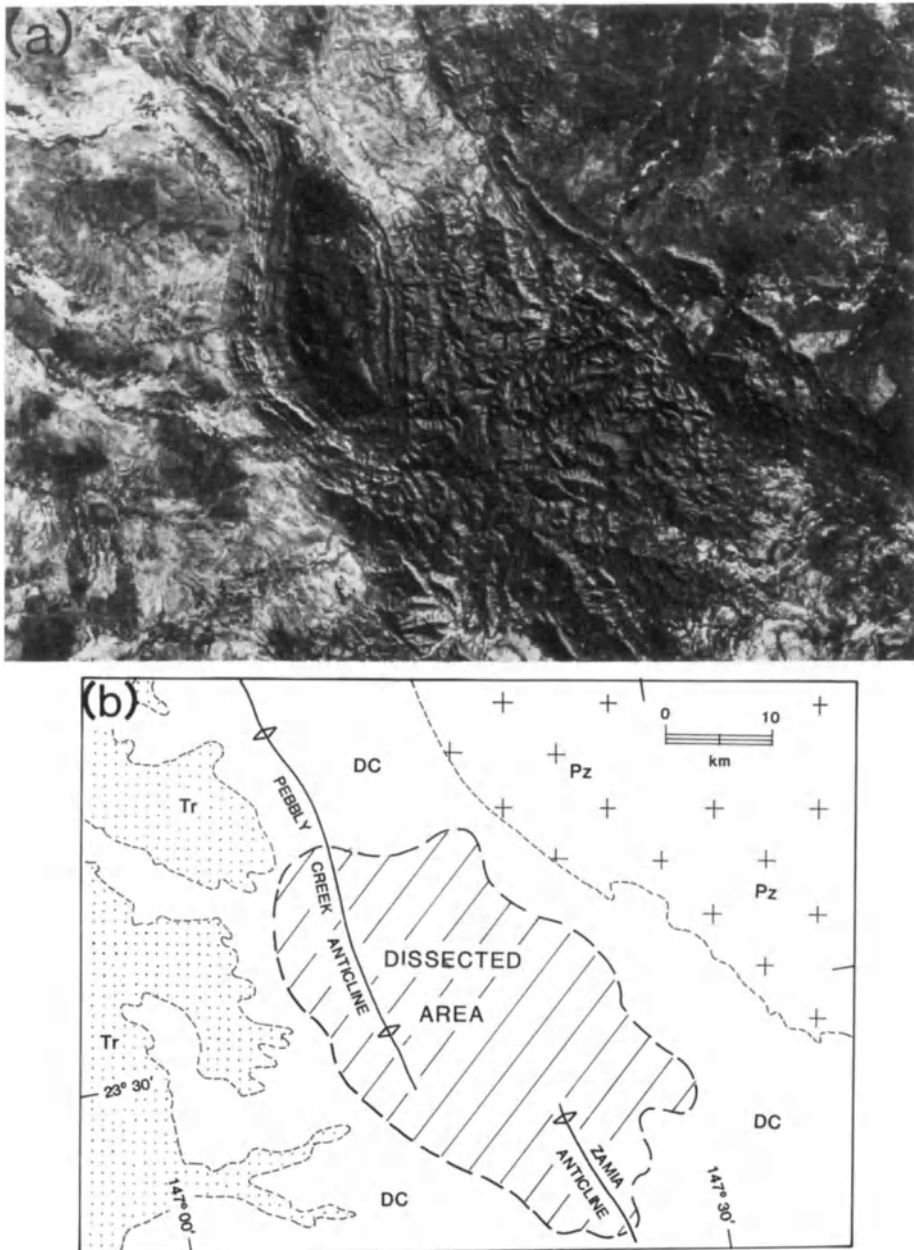 (a)
(b)
0 10
km
DC
Pz
Tr
PEBBLY
CREEK
ANTICLINE
DISSECTED
AREA
Pz
Tr
23° 30'
ZAMIA
ANTICLINE
DC
147° 00'
DC
147° 30'